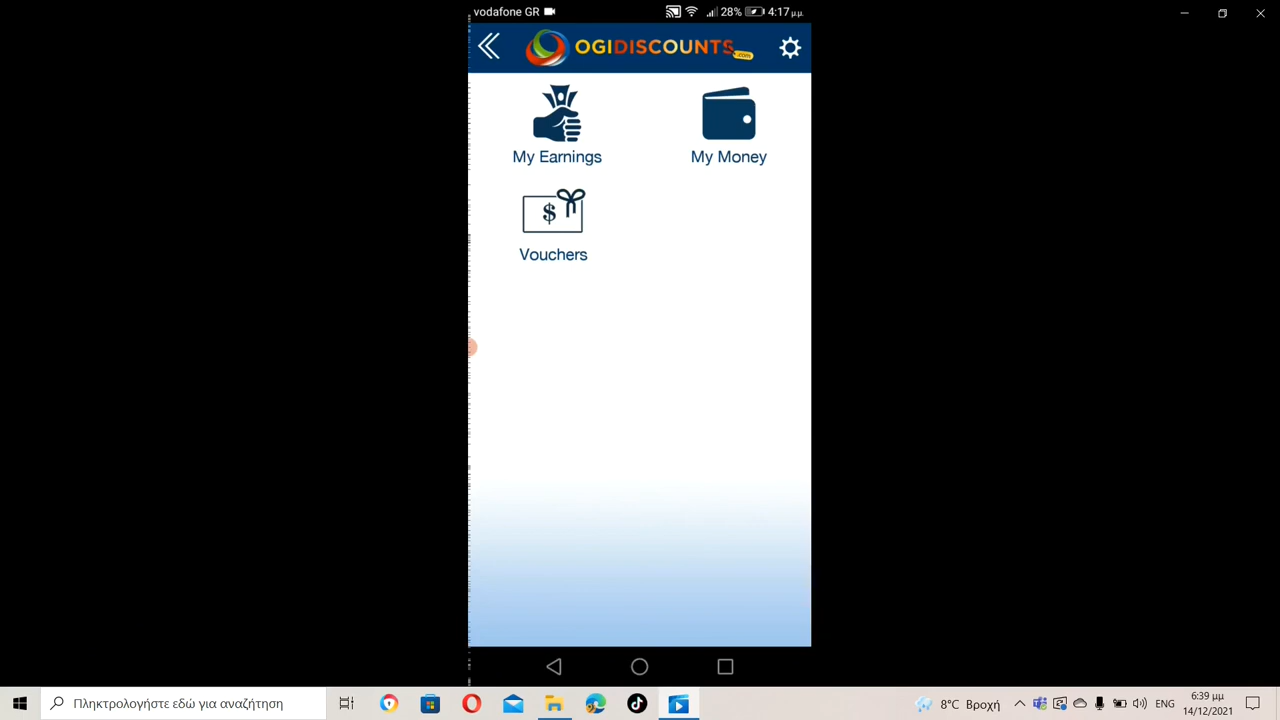 vodafone GR 28% 4:17 μμ
OGIDISCOUNTS
.com
My Earnings My Money
$
Vouchers
Πληκτρολογήστε εδώ για αναζήτηση 8°C Βροχή ENG 6:39 μμ
14/12/2021